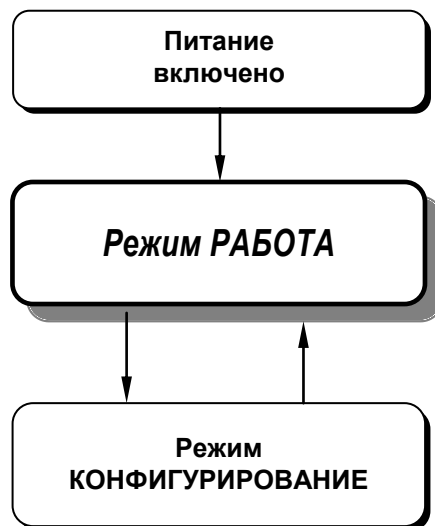 Питание
включено
Режим РАБОТА
Режим
КОНФИГУРИРОВАНИЕ